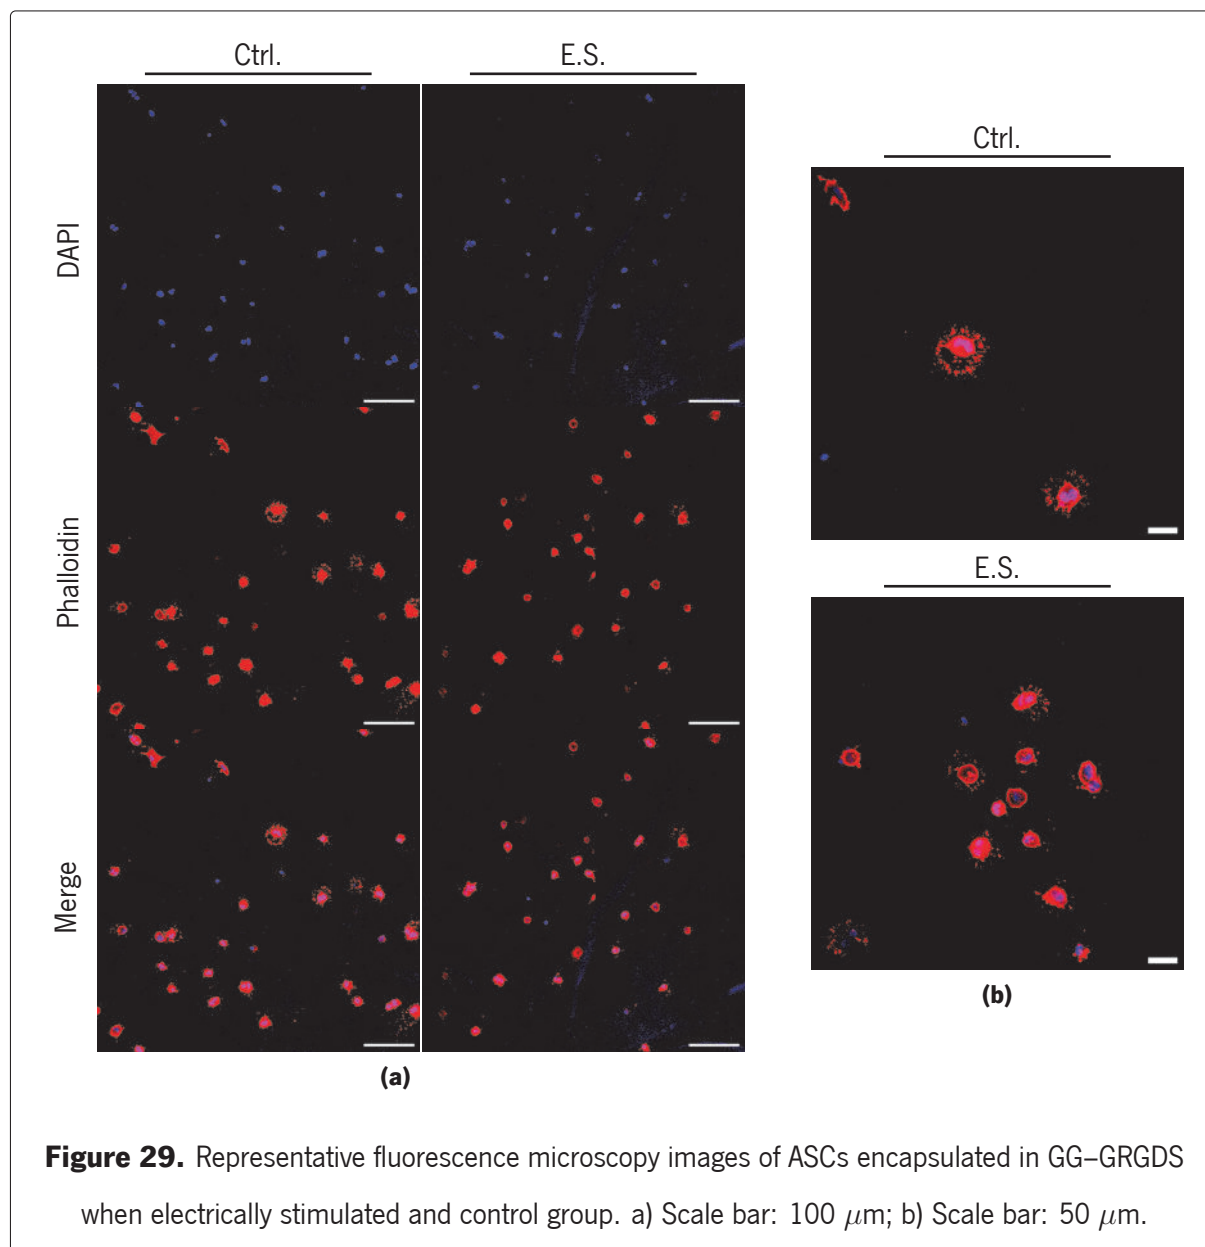 Ctrl.
E.S.
DAPI
Phalloidin
Merge
(a)
Ctrl.
E.S.
(b)
Figure 29. Representative fluorescence microscopy images of ASCs encapsulated in GG–GRGDS
when electrically stimulated and control group. a) Scale bar: 100 μm; b) Scale bar: 50 μm.